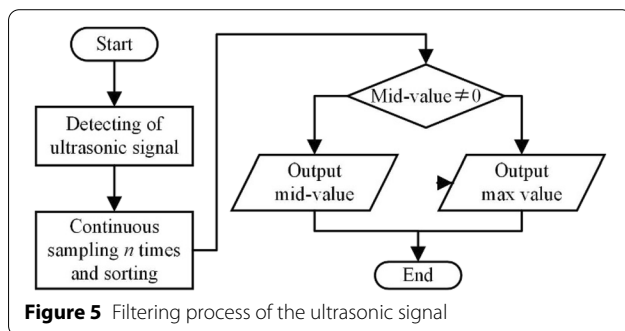 Start
Detecting of
ultrasonic signal
Continuous
sampling n times
and sorting
Mid-value≠0
Output
mid-value
Output
max value
End
Figure 5 Filtering process of the ultrasonic signal